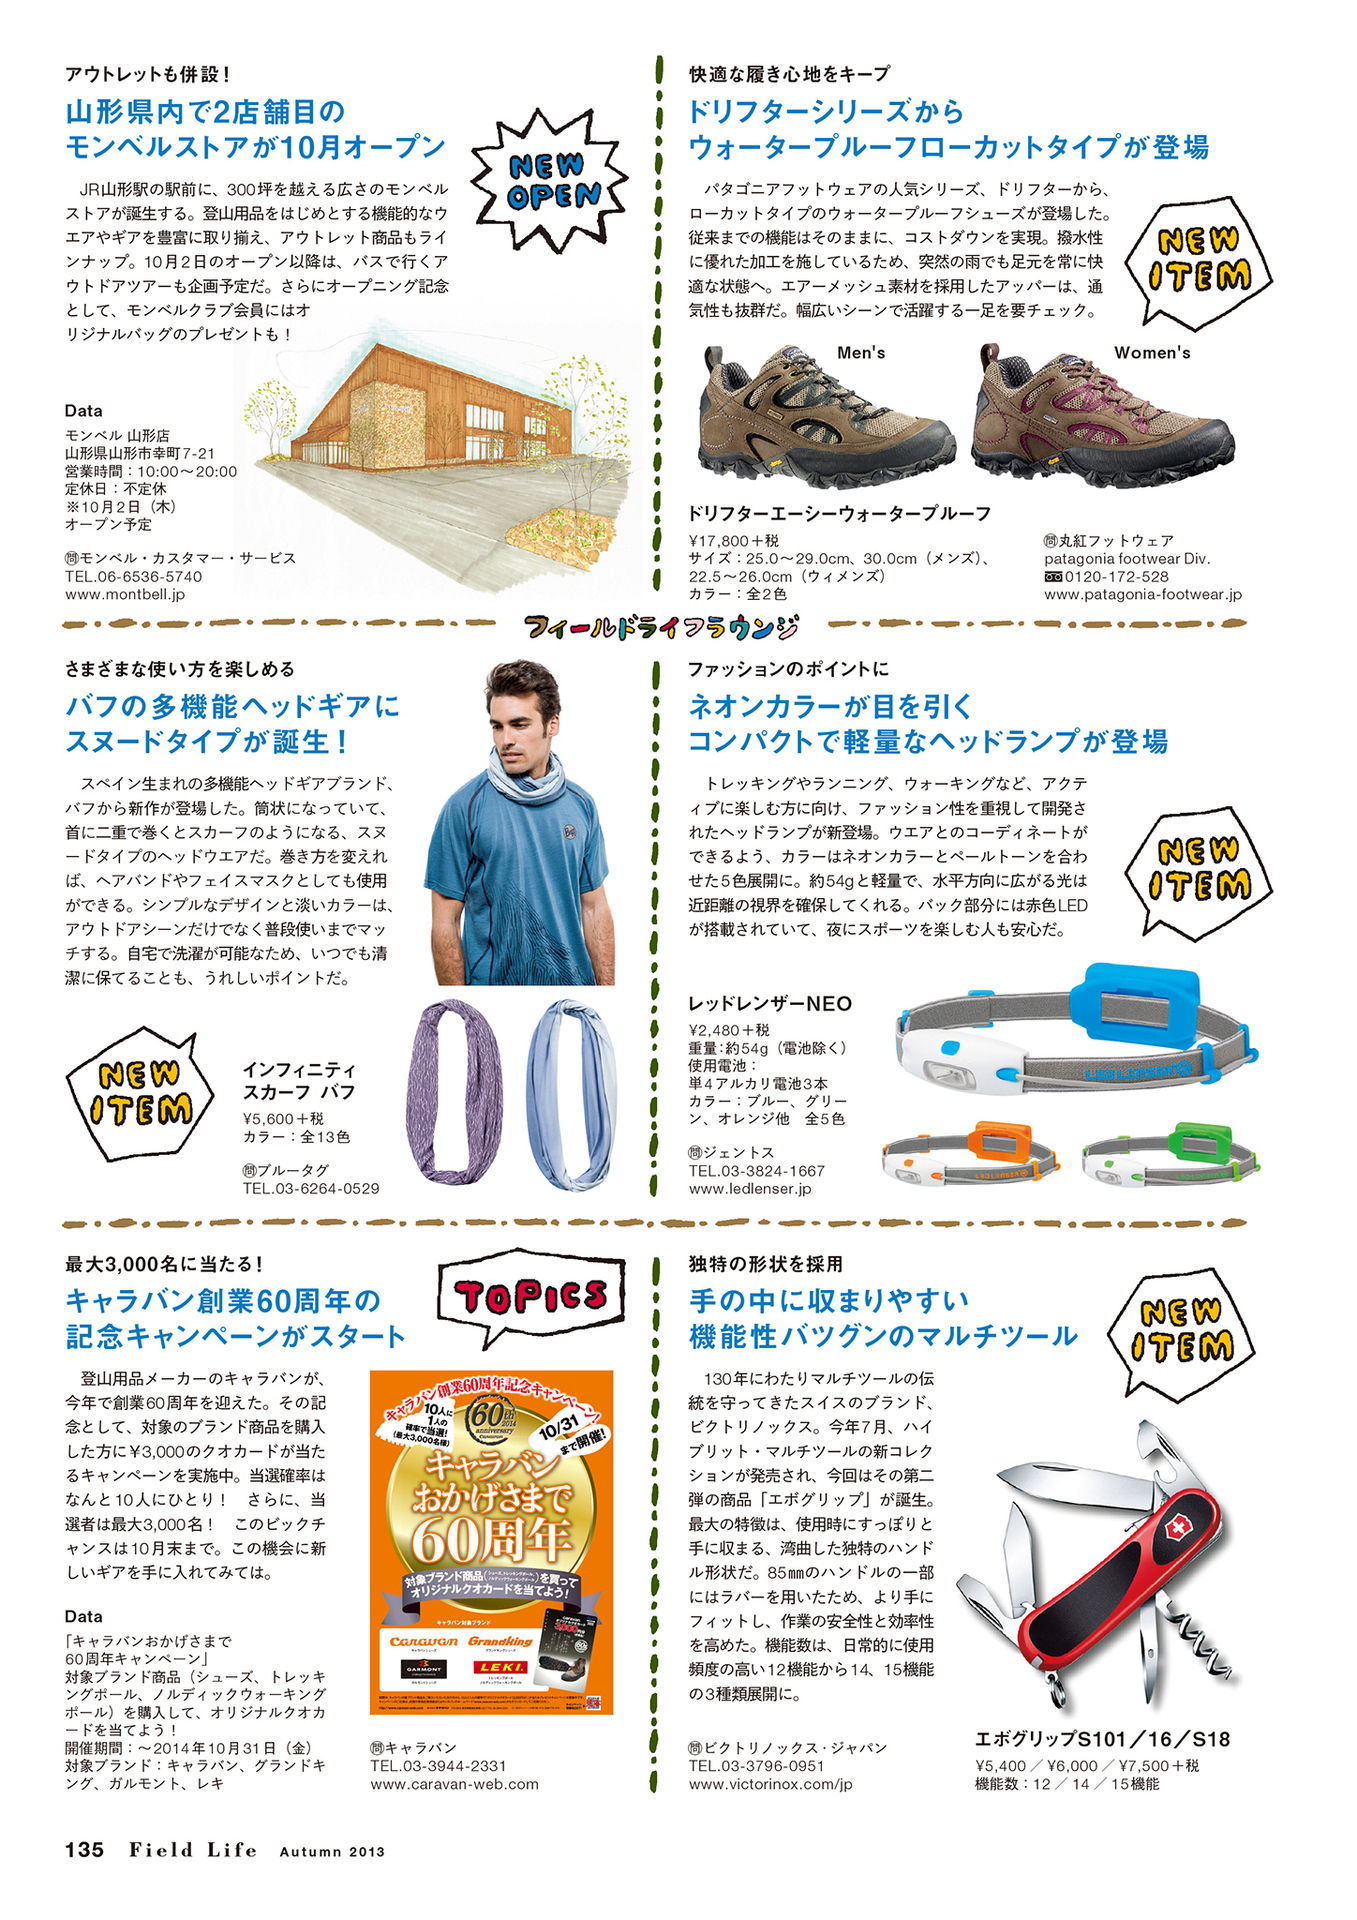 アウトレットも併設！
山形県内で2店舗目の
モンベルストアが10月オープン
NEW
OPEN
　JR山形駅の駅前に、300坪を越える広さのモンベル
ストアが誕生する。登山用品をはじめとする機能的なウ
エアやギアを豊富に取り揃え、アウトレット商品もライ
ンナップ。10月2日のオープン以降は、バスで行くア
ウトドアツアーも企画予定だ。さらにオープニング記念
として、モンベルクラブ会員にはオ
リジナルバッグのプレゼントも！
Data
モンベル 山形店
山形県山形市幸町7-21
営業時間：10:00〜20:00
定休日：不定休
※10月2日（木）
オープン予定
㉄モンベル・カスタマー・サービス
TEL.06-6536-5740
www.montbell.jp
快適な履き心地をキープ
ドリフターシリーズから
ウォータープルーフローカットタイプが登場
　パタゴニアフットウェアの人気シリーズ、ドリフターから、
ローカットタイプのウォータープルーフシューズが登場した。
従来までの機能はそのままに、コストダウンを実現。撥水性
に優れた加工を施しているため、突然の雨でも足元を常に快
適な状態へ。エアーメッシュ素材を採用したアッパーは、通
気性も抜群だ。幅広いシーンで活躍する一足を要チェック。
NEW
ITEM
Men's
Women's
ドリフターエーシーウォータープルーフ
¥17,800＋税
サイズ：25.0〜29.0cm、30.0cm（メンズ）、
22.5〜26.0cm（ウィメンズ）
カラー：全2色
㉄丸紅フットウェア
patagonia footwear Div.
0120-172-528
www.patagonia-footwear.jp
フィールドライフラウンジ
さまざまな使い方を楽しめる
バフの多機能ヘッドギアに
スヌードタイプが誕生！
　スペイン生まれの多機能ヘッドギアブランド、
バフから新作が登場した。筒状になっていて、
首に二重で巻くとスカーフのようになる、スヌ
ードタイプのヘッドウエアだ。巻き方を変えれ
ば、ヘアバンドやフェイスマスクとしても使用
ができる。シンプルなデザインと淡いカラーは、
アウトドアシーンだけでなく普段使いまでマッ
チする。自宅で洗濯が可能なため、いつでも清
潔に保てることも、うれしいポイントだ。
NEW
ITEM
インフィニティ
スカーフ バフ
¥5,600＋税
カラー：全13色
㉄ブルータグ
TEL.03-6264-0529
ファッションのポイントに
ネオンカラーが目を引く
コンパクトで軽量なヘッドランプが登場
　トレッキングやランニング、ウォーキングなど、アクテ
ィブに楽しむ方に向け、ファッション性を重視して開発さ
れたヘッドランプが新登場。ウエアとのコーディネートが
できるよう、カラーはネオンカラーとペールトーンを合わ
せた5色展開に。約54gと軽量で、水平方向に広がる光は
近距離の視界を確保してくれる。バック部分には赤色LED
が搭載されていて、夜にスポーツを楽しむ人も安心だ。
NEW
ITEM
レッドレンザーNEO
¥2,480＋税
重量：約54g（電池除く）
使用電池：
単4アルカリ電池3本
カラー：ブルー、グリー
ン、オレンジ他　全5色
㉄ジェントス
TEL.03-3824-1667
www.ledlenser.jp
LED LENSER
最大3,000名に当たる！
キャラバン創業60周年の
記念キャンペーンがスタート
TOPICS
　登山用品メーカーのキャラバンが、
今年で創業60周年を迎えた。その記
念として、対象のブランド商品を購入
した方に¥3,000のクオカードが当た
るキャンペーンを実施中。当選確率は
なんと10人にひとり！　さらに、当
選者は最大3,000名！　このビックチ
ャンスは10月末まで。この機会に新
しいギアを手に入れてみては。
Data
「キャラバンおかげさまで
60周年キャンペーン」
対象ブランド商品（シューズ、トレッキ
ングポール、ノルディックウォーキング
ポール）を購入して、オリジナルクオカ
ードを当てよう！
開催期間：〜2014年10月31日（金）
対象ブランド：キャラバン、グランドキ
ング、ガルモント、レキ
キャラバン創業60周年記念キャンペーン
10人に
1人の
確率で当選！
（最大3,000名様）
60th
2014
anniversary
Caravan
10/31
まで開催！
キャラバン
おかげさまで
60周年
対象ブランド商品（シューズ、トレッキングポール、ノルディックウォーキングポール）を買って
オリジナルクオカードを当てよう！
キャラバン対象ブランド
Caravan
Grandking
GARMONT
LEKI
㉄キャラバン
TEL.03-3944-2331
www.caravan-web.com
独特の形状を採用
手の中に収まりやすい
機能性バツグンのマルチツール
NEW
ITEM
　130年にわたりマルチツールの伝
統を守ってきたスイスのブランド、
ビクトリノックス。今年7月、ハイ
ブリット・マルチツールの新コレク
ションが発売され、今回はその第二
弾の商品「エボグリップ」が誕生。
最大の特徴は、使用時にすっぽりと
手に収まる、湾曲した独特のハンド
ル形状だ。85㎜のハンドルの一部
にはラバーを用いたため、より手に
フィットし、作業の安全性と効率性
を高めた。機能数は、日常的に使用
頻度の高い12機能から14、15機能
の3種類展開に。
㉄ビクトリノックス・ジャパン
TEL.03-3796-0951
www.victorinox.com/jp
エボグリップS101／16／S18
¥5,400 ／ ¥6,000 ／ ¥7,500＋税
機能数：12 ／ 14 ／ 15機能
135 Field Life Autumn 2013